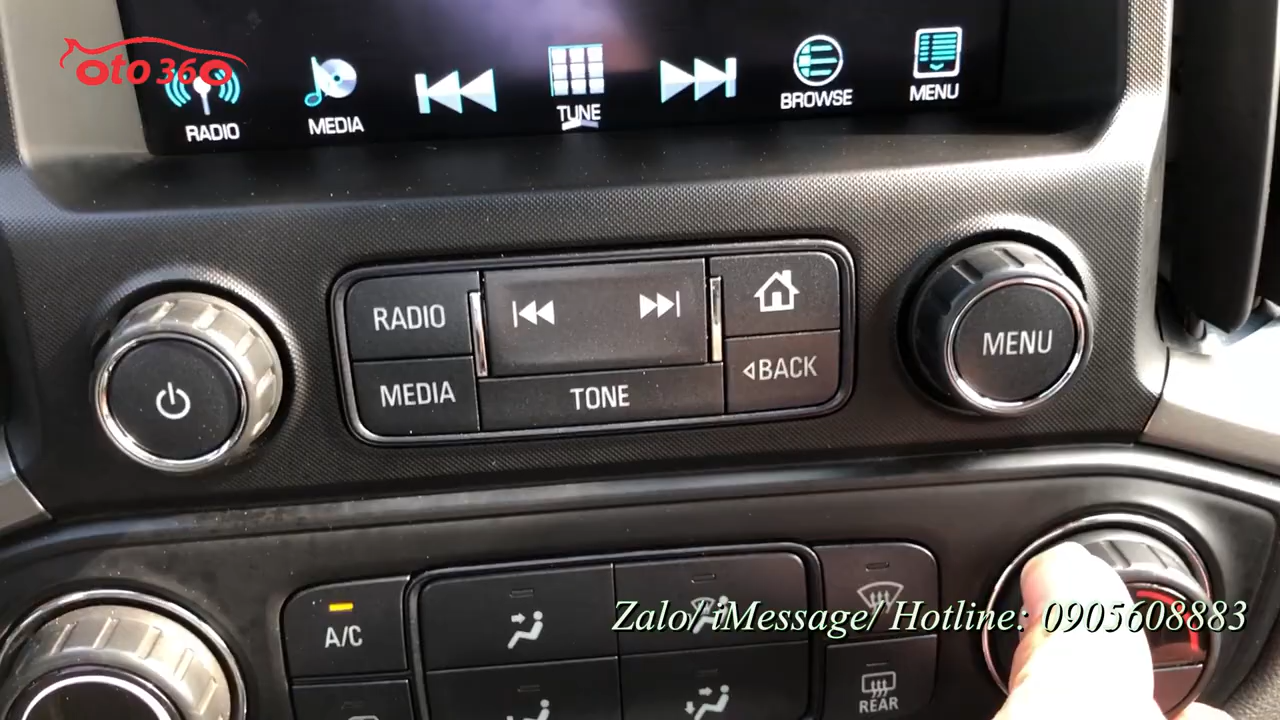 oto360
RADIO
MEDIA
TUNE
BROWSE
MENU
RADIO
MEDIA
TONE
BACK
MENU
A/C
REAR
Zalo/ iMessage/ Hotline: 0905608883